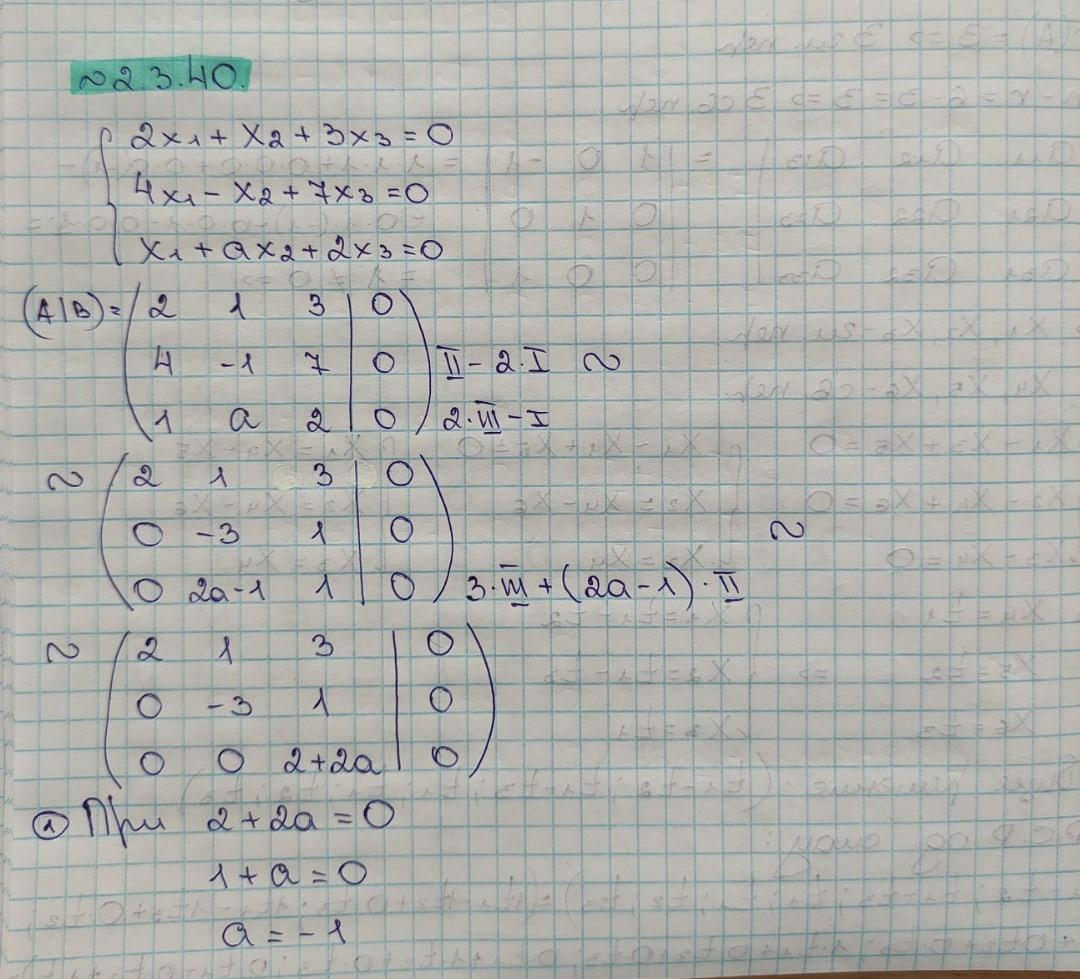 ~2.3.40.
2x₁ + x₂ + 3x₃ = 0
4x₁ - x₂ + 7x₃ = 0
x₁ + ax₂ + 2x₃ = 0
(A|B) = ( 2 1 3 | 0 )
4 -1 7 | 0 II - 2·I ~
1 a 2 | 0 2·III - I
~ ( 2 1 3 | 0 )
0 -3 1 | 0 ~
0 2a-1 1 | 0 3·III + (2a-1)·II
~ ( 2 1 3 | 0 )
0 -3 1 | 0
0 0 2+2a | 0
① При 2 + 2a = 0
1 + a = 0
a = -1